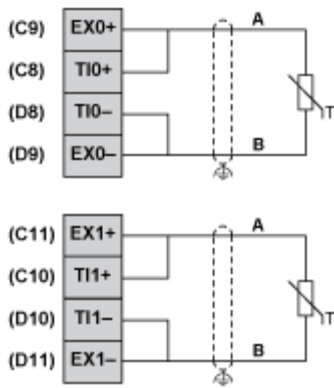 (C9) EX0+ A
(C8) TI0+
T
(D8) TI0–
(D9) EX0– B
(C11) EX1+ A
(C10) TI1+
T
(D10) TI1–
(D11) EX1– B